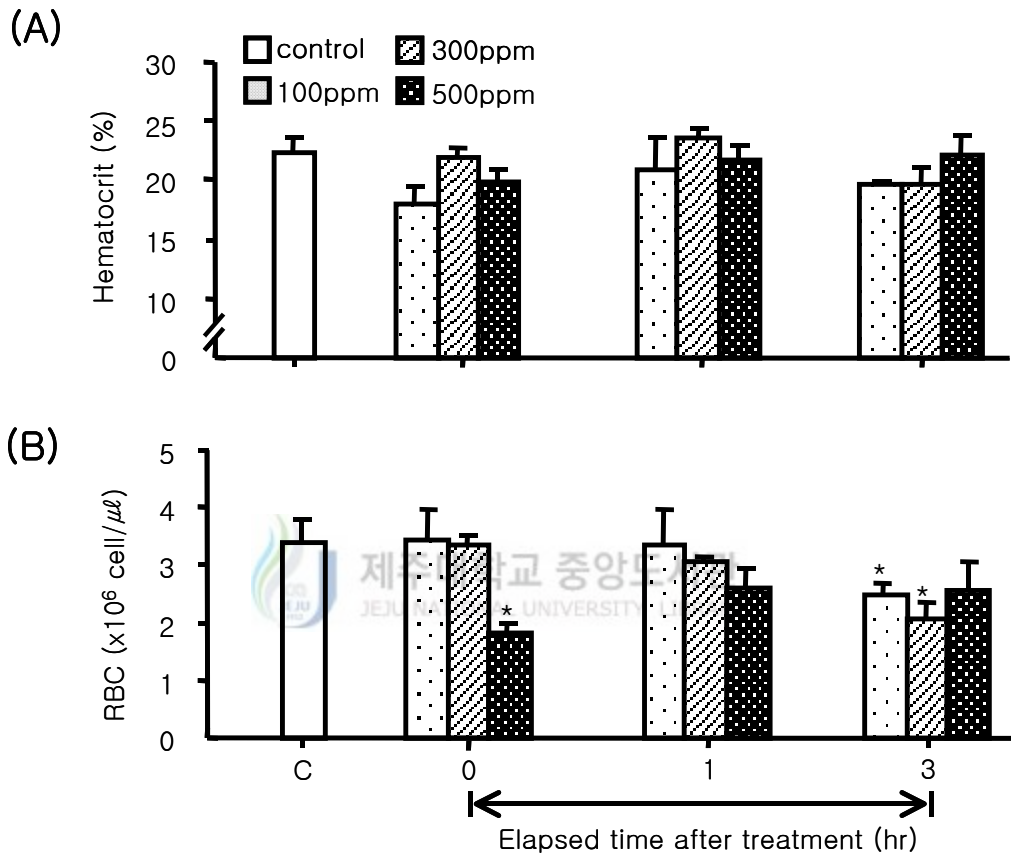 (A)
control 300ppm
100ppm 500ppm
Hematocrit (%)
30
25
20
15
10
0
(B)
RBC (x10⁶ cell/㎕)
5
4
3
2
1
0
* * *
제주대학교 중앙도서관
JEJU NATIONAL UNIVERSITY LI
JEJU
C 0 1 3
Elapsed time after treatment (hr)